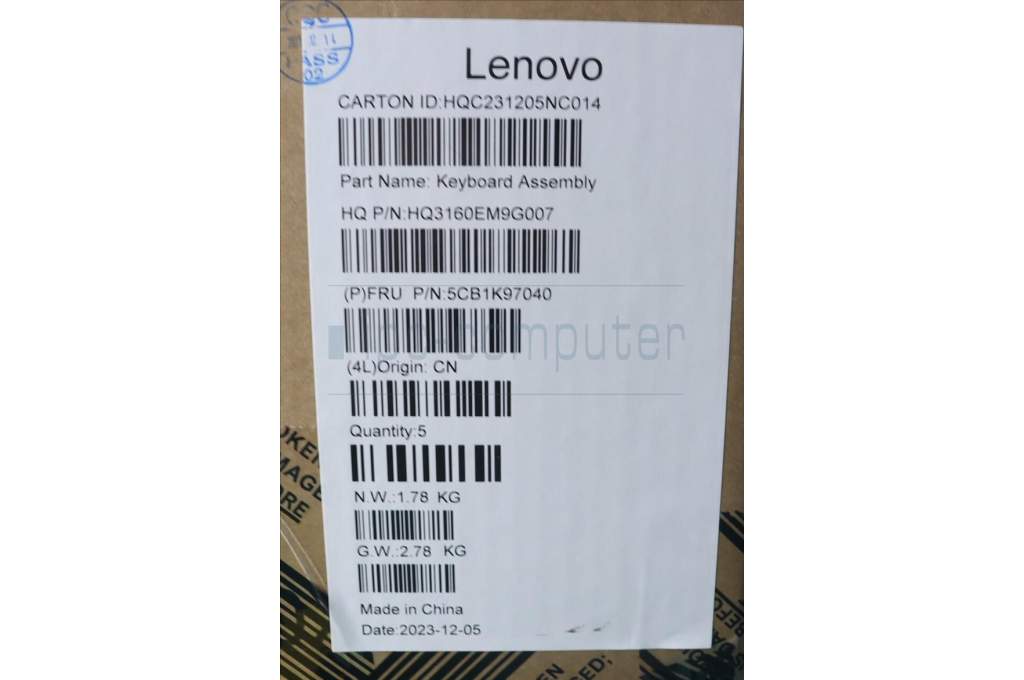 Lenovo
CARTON ID:HQC231205NC014
Part Name: Keyboard Assembly
HQ P/N:HQ3160EM9G007
(P)FRU P/N:5CB1K97040
computer
(4L)Origin: CN
Quantity:5
N.W.:1.78 KG
G.W.:2.78 KG
Made in China
Date:2023-12-05